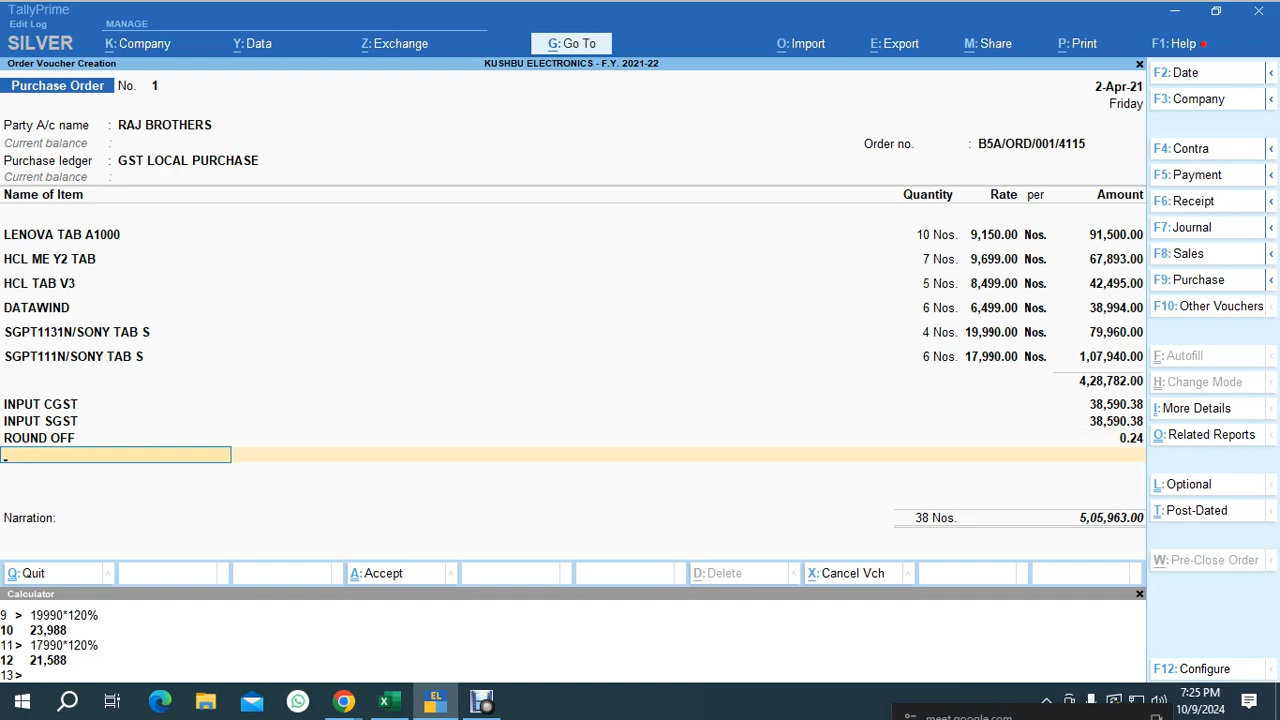 TallyPrime
Edit Log
SILVER
MANAGE
K: Company Y: Data Z: Exchange G: Go To O: Import E: Export M: Share P: Print F1: Help
Order Voucher Creation KUSHBU ELECTRONICS - F.Y. 2021-22
Purchase Order No. 1 2-Apr-21
Friday
Party A/c name : RAJ BROTHERS
Current balance : Order no. : B5A/ORD/001/4115
Purchase ledger : GST LOCAL PURCHASE
Current balance :
Name of Item Quantity Rate per Amount
LENOVA TAB A1000 10 Nos. 9,150.00 Nos. 91,500.00
HCL ME Y2 TAB 7 Nos. 9,699.00 Nos. 67,893.00
HCL TAB V3 5 Nos. 8,499.00 Nos. 42,495.00
DATAWIND 6 Nos. 6,499.00 Nos. 38,994.00
SGPT1131N/SONY TAB S 4 Nos. 19,990.00 Nos. 79,960.00
SGPT111N/SONY TAB S 6 Nos. 17,990.00 Nos. 1,07,940.00
4,28,782.00
INPUT CGST 38,590.38
INPUT SGST 38,590.38
ROUND OFF 0.24
Narration: 38 Nos. 5,05,963.00
Q: Quit A: Accept D: Delete X: Cancel Vch
Calculator
9 > 19990*120%
10 23,988
11> 17990*120%
12 21,588
13>
F2: Date
F3: Company
F4: Contra
F5: Payment
F6: Receipt
F7: Journal
F8: Sales
F9: Purchase
F10: Other Vouchers
F: Autofill
H: Change Mode
I: More Details
O: Related Reports
L: Optional
T: Post-Dated
W: Pre-Close Order
F12: Configure
EL
7:25 PM
10/9/2024
meet.google.com